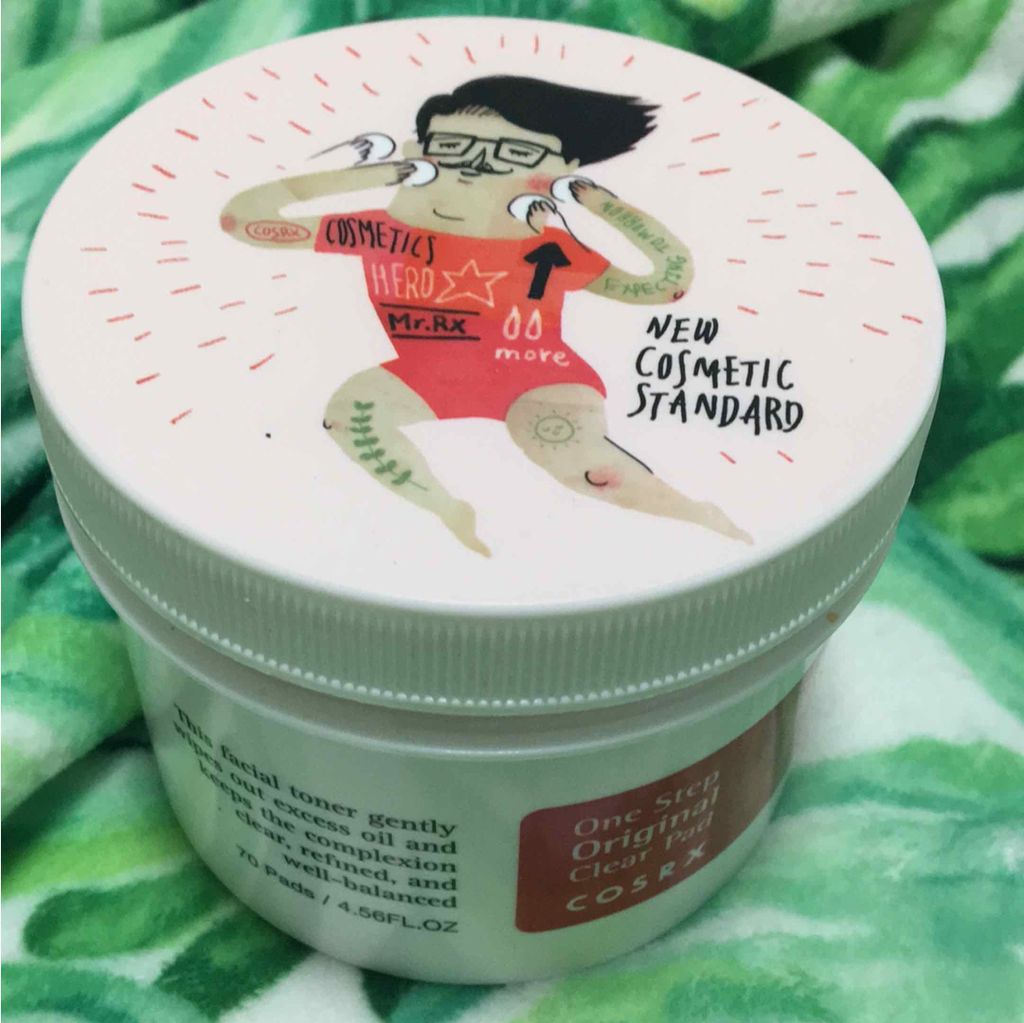 COSRX
COSMETICS
HERO
Mr.RX
more
TOMORROW
EXPECTING
NEW
COSMETIC
STANDARD
This facial toner gently
wipes out excess oil and
keeps the complexion
clear, refined, and
well-balanced
70 Pads / 4.56FL.OZ
One Step
Original
Clear Pad
COSRX